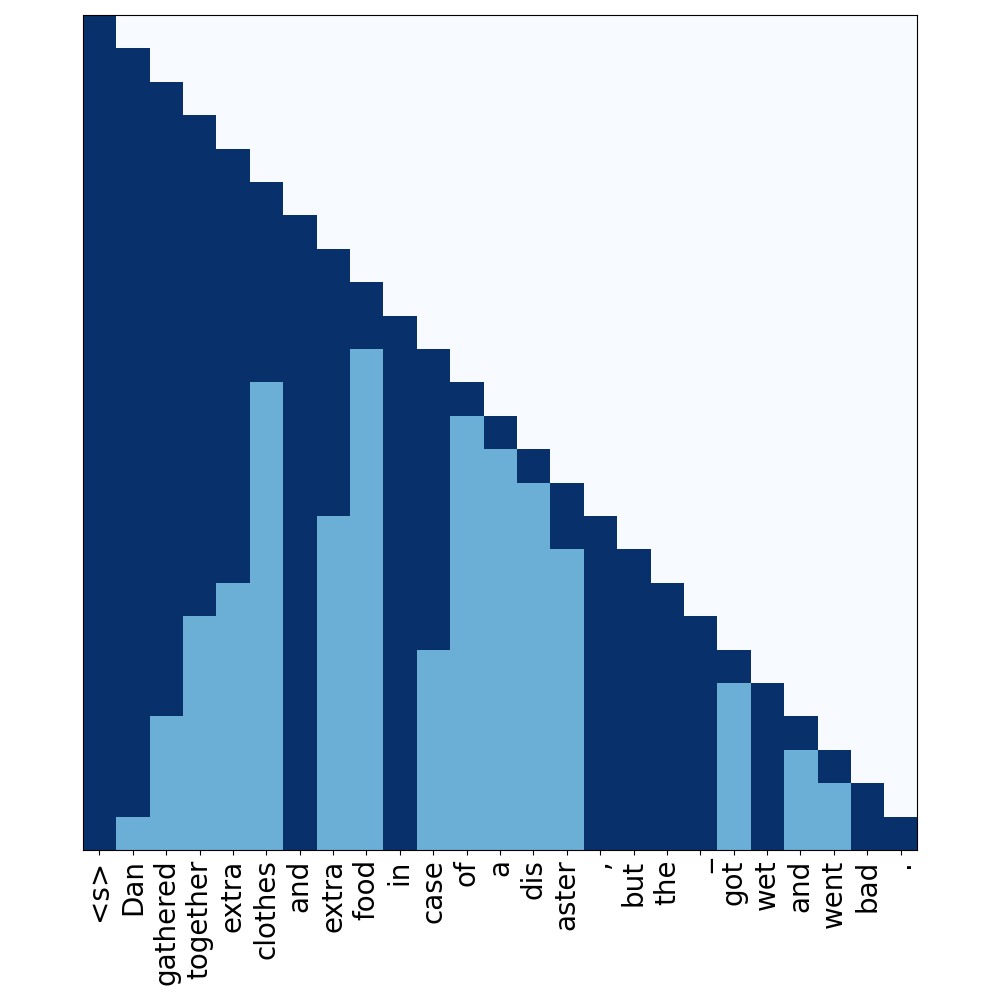 <s> Dan gathered together extra clothes and extra food in case of a dis aster , but the _ got wet and went bad .